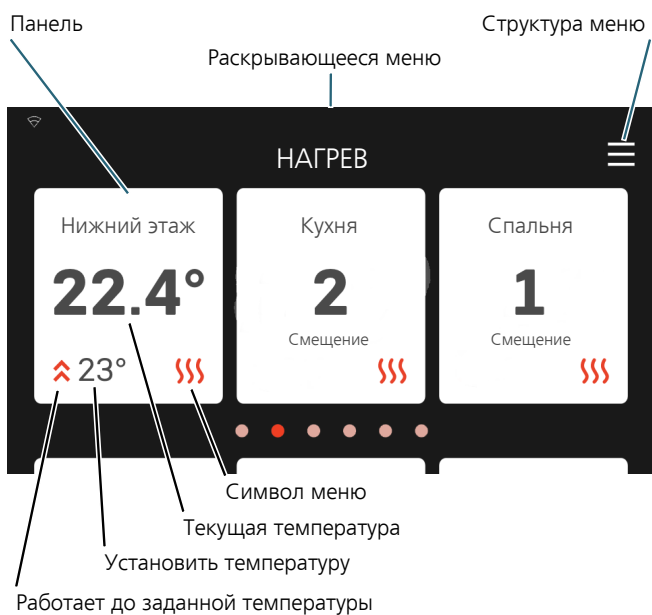 Панель
Структура меню
Раскрывающееся меню
НАГРЕВ
Нижний этаж
22.4°
23°
Кухня
2
Смещение
Спальня
1
Смещение
Символ меню
Текущая температура
Установить температуру
Работает до заданной температуры